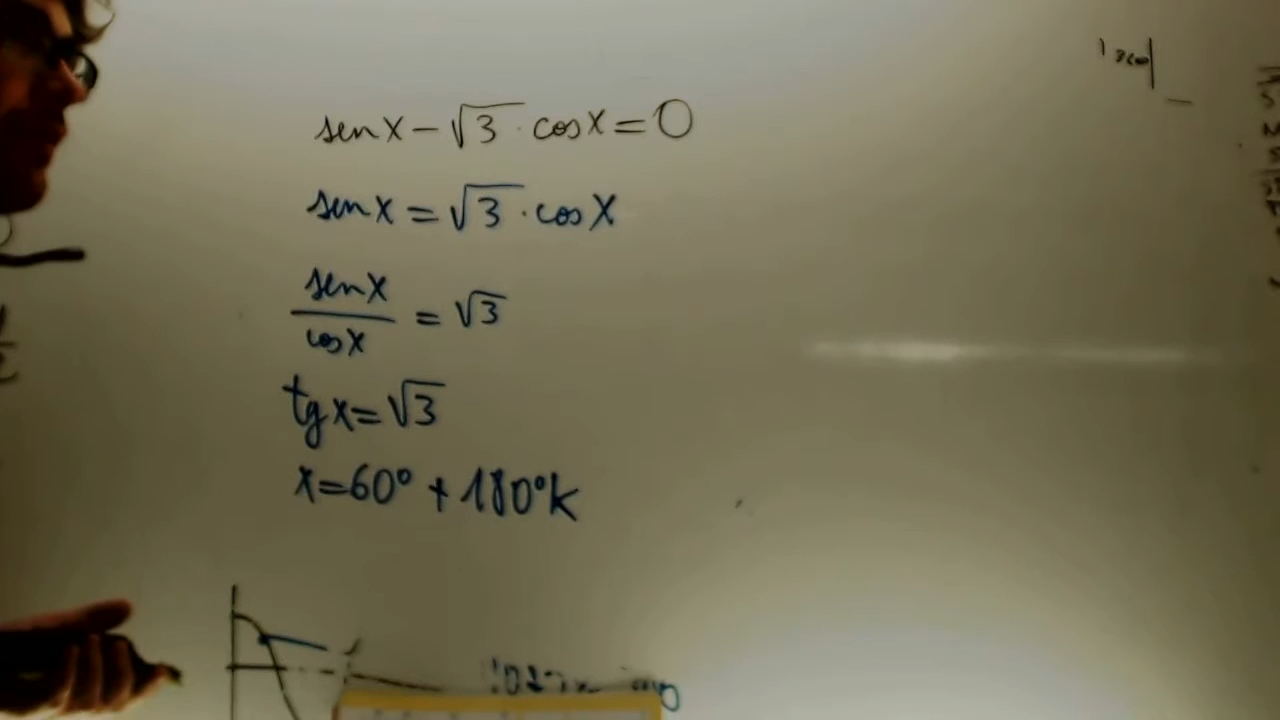 sen x - √3 · cos x = 0
sen x = √3 · cos x
sen x / cos x = √3
tg x = √3
x = 60° + 180°k